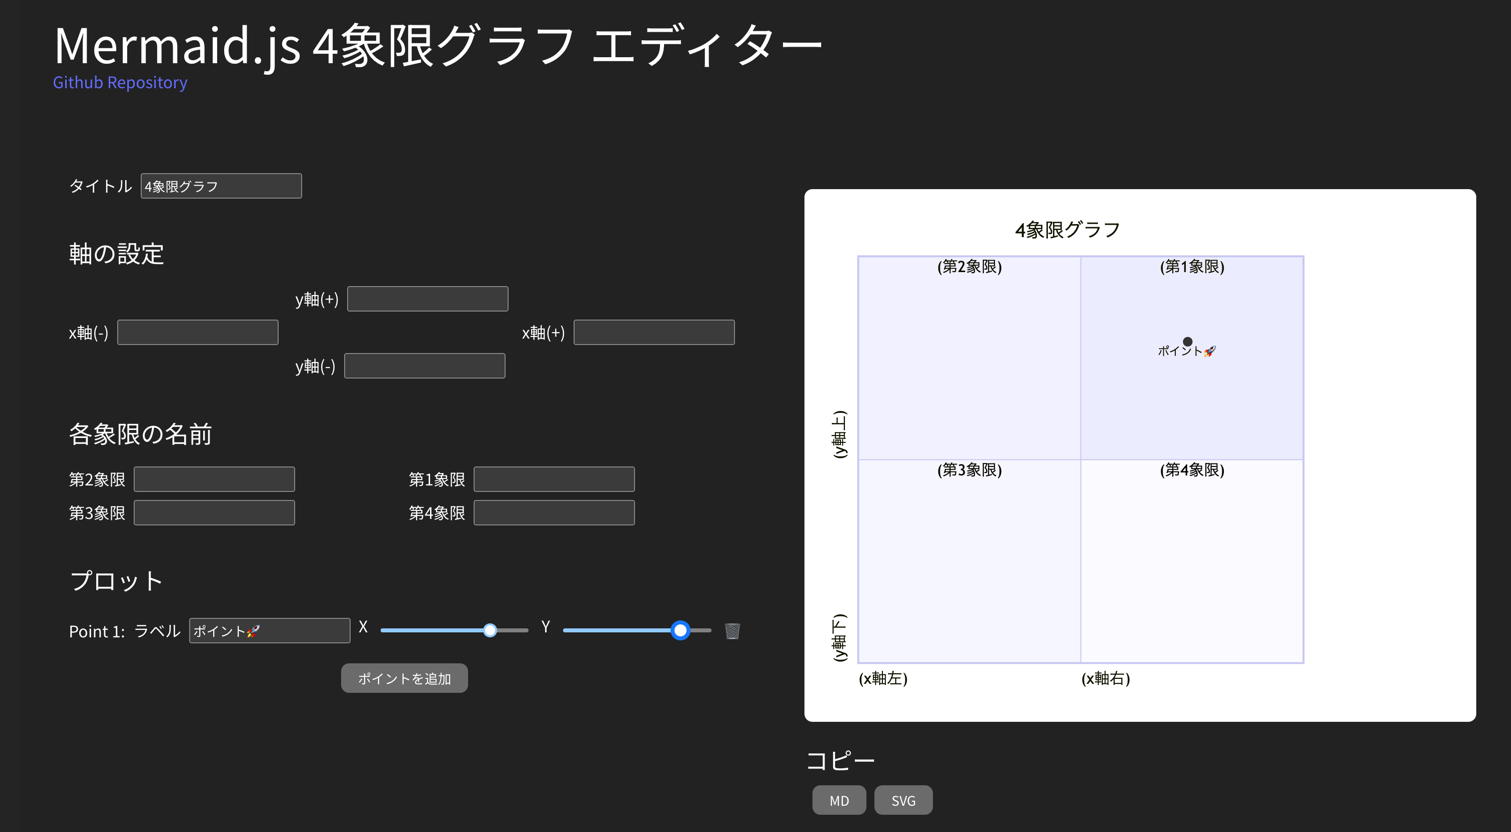 Mermaid.js 4象限グラフ エディター
Github Repository
タイトル 4象限グラフ
軸の設定
y軸(+)
x軸(-)
x軸(+)
y軸(-)
各象限の名前
第2象限
第1象限
第3象限
第4象限
プロット
Point 1: ラベル ポイント🚀 X Y
ポイントを追加
4象限グラフ
(第2象限)
(第1象限)
ポイント🚀
(y軸上)
(第3象限)
(第4象限)
(y軸下)
(x軸左)
(x軸右)
コピー
MD
SVG